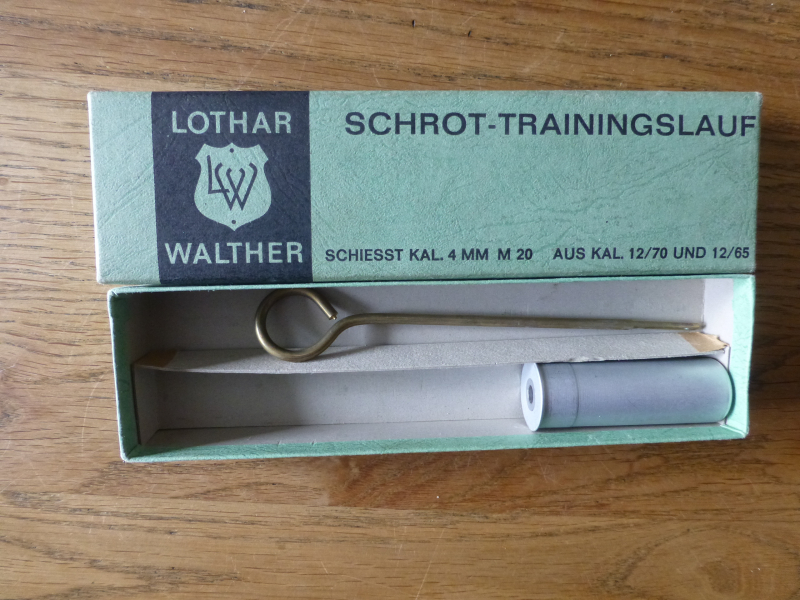 LOTHAR
LW
WALTHER
SCHROT-TRAININGSLAUF
SCHIESST KAL. 4 MM M 20 AUS KAL. 12/70 UND 12/65